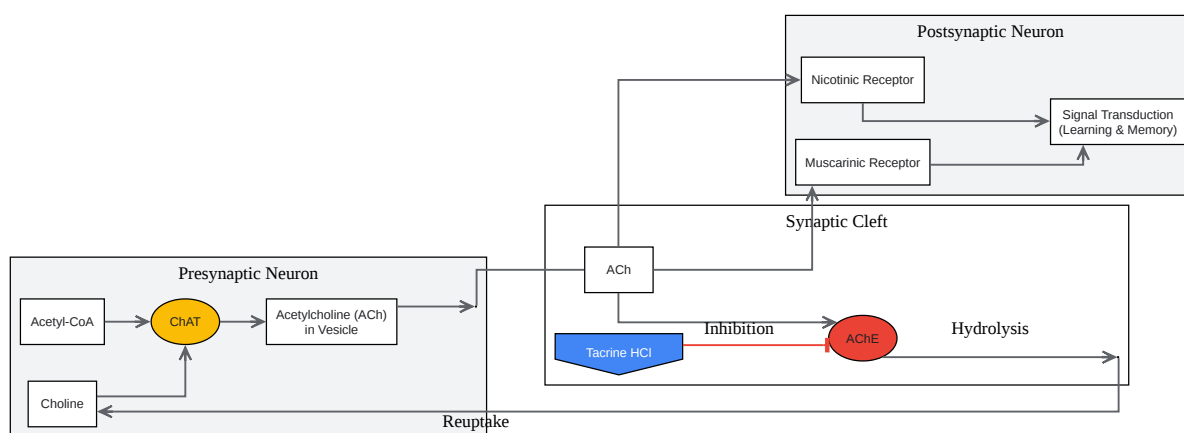 Postsynaptic Neuron
Nicotinic Receptor
Signal Transduction
(Learning & Memory)
Muscarinic Receptor
Synaptic Cleft
ACh
Inhibition
Hydrolysis
Tacrine HCl
AChE
Presynaptic Neuron
Acetyl-CoA
ChAT
Acetylcholine (ACh)
in Vesicle
Choline
Reuptake